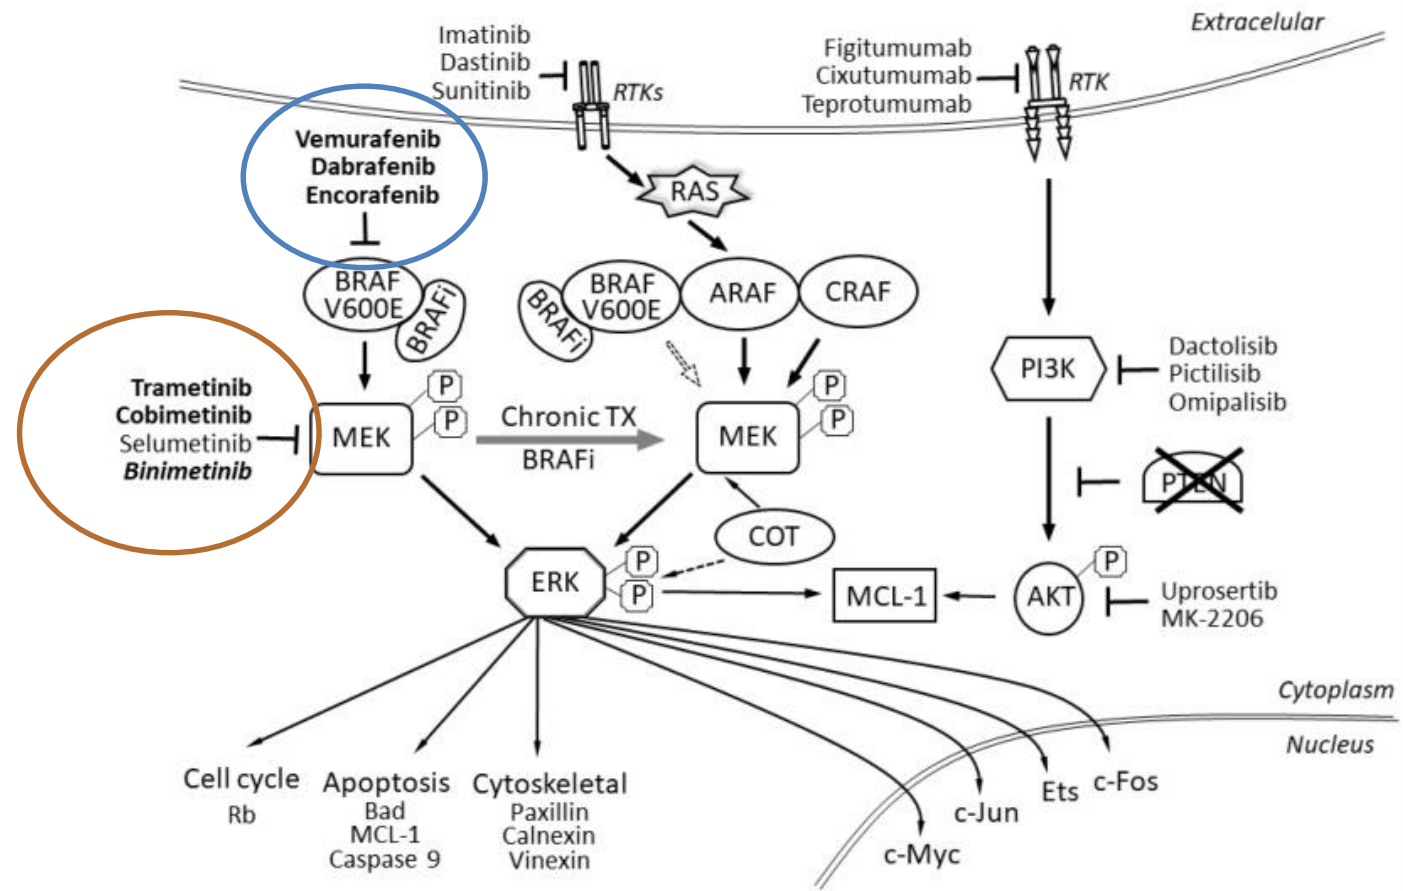 Extracelular
Imatinib
Dastinib
Sunitinib
RTKs
Figitumumab
Cixutumumab
Teprotumumab
RTK
Vemurafenib
Dabrafenib
Encorafenib
RAS
BRAF
V600E
BRAFi
BRAFi
BRAF
V600E
ARAF
CRAF
Trametinib
Cobimetinib
Selumetinib
Binimetinib
MEK
P
P
Chronic TX
BRAFi
MEK
P
P
PI3K
Dactolisib
Pictilisib
Omipalisib
PTEN
COT
ERK
P
P
MCL-1
AKT
P
Uprosertib
MK-2206
Cytoplasm
Nucleus
Cell cycle
Rb
Apoptosis
Bad
MCL-1
Caspase 9
Cytoskeletal
Paxillin
Calnexin
Vinexin
c-Myc
c-Jun
Ets
c-Fos